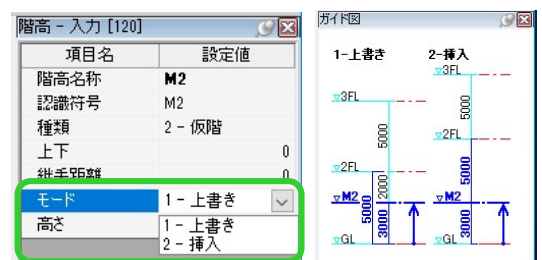 階高 - 入力 [120]
項目名 設定値
階高名称 M2
認識符号 M2
種類 2 - 仮階
上下 0
継手距離 0
モード 1 - 上書き
高さ 1 - 上書き
2 - 挿入
ガイド図
1-上書き 2-挿入
▽3FL
▽3FL
5000
5000
▽2FL
▽2FL
2000
5000
▽M2
▽M2
5000
3000
3000
▽GL
▽GL